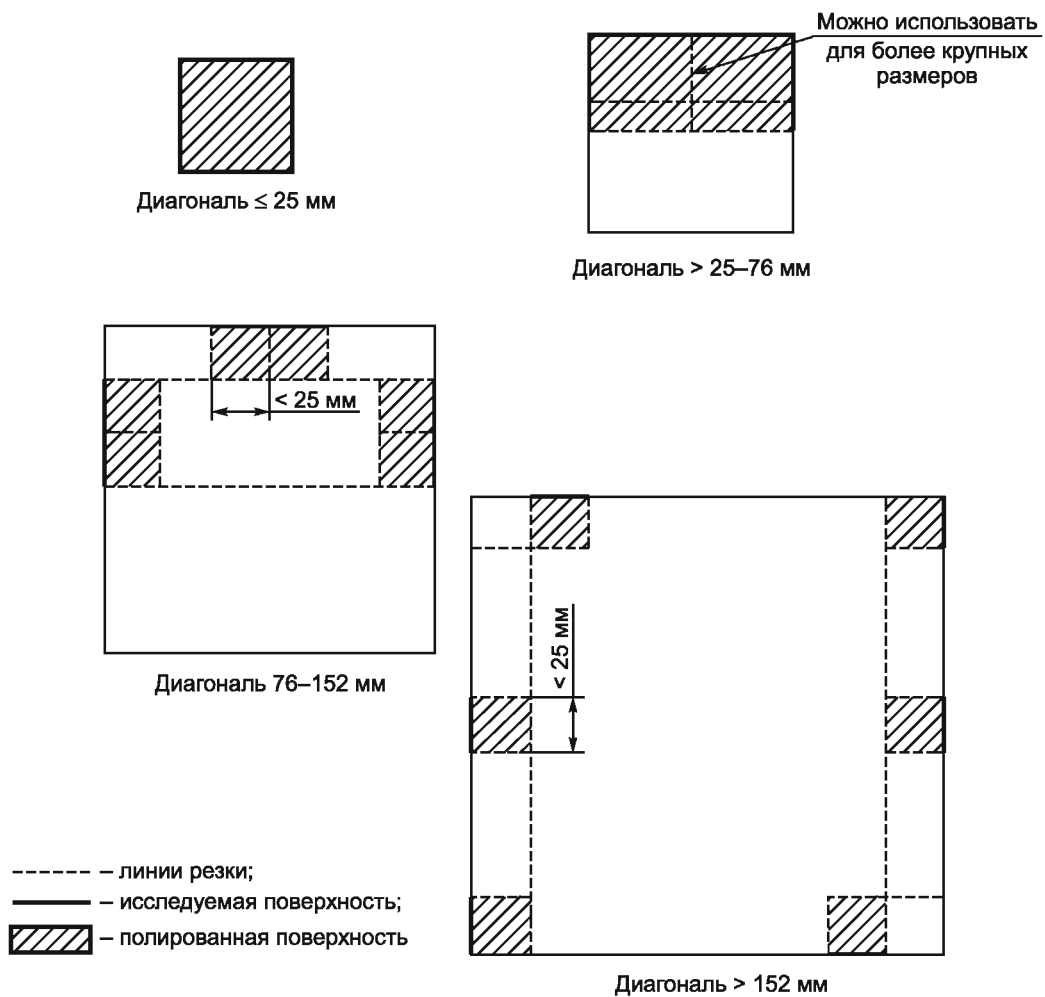 Можно использовать
для более крупных
размеров
Диагональ ≤ 25 мм
Диагональ > 25–76 мм
< 25 мм
Диагональ 76–152 мм
< 25 мм
– линии резки;
– исследуемая поверхность;
– полированная поверхность
Диагональ > 152 мм